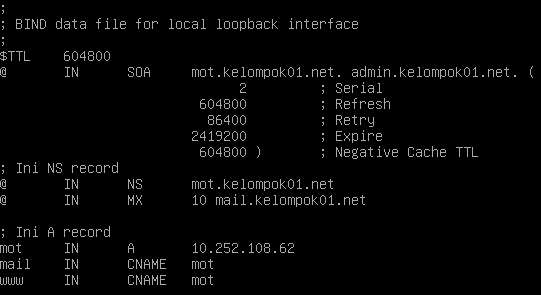 ;
; BIND data file for local loopback interface
;
$TTL    604800
@       IN      SOA     mot.kelompok01.net. admin.kelompok01.net. (
                              2         ; Serial
                         604800         ; Refresh
                          86400         ; Retry
                        2419200         ; Expire
                         604800 )       ; Negative Cache TTL
; Ini NS record
@       IN      NS      mot.kelompok01.net
@       IN      MX      10 mail.kelompok01.net
; Ini A record
mot     IN      A       10.252.108.62
mail    IN      CNAME   mot
www     IN      CNAME   mot